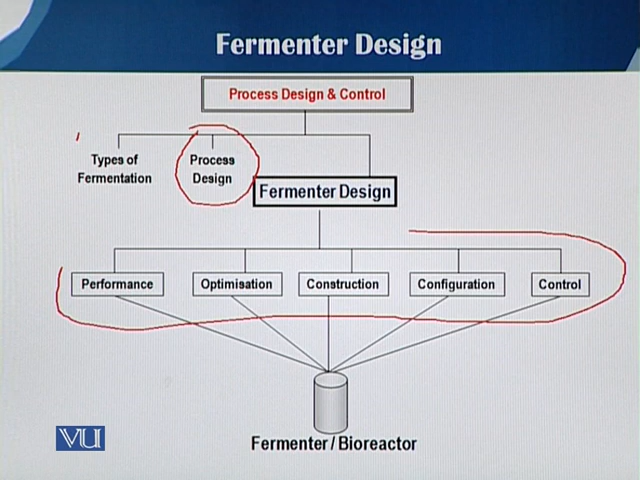 Fermenter Design
Process Design & Control
Types of
Fermentation
Process
Design
Fermenter Design
Performance
Optimisation
Construction
Configuration
Control
VU
Fermenter / Bioreactor